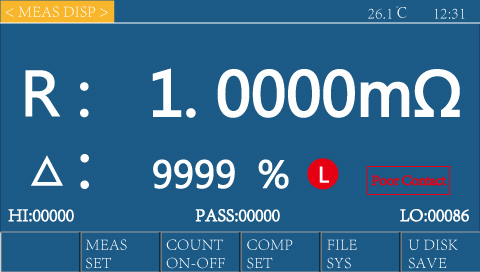 < MEAS DISP >
26.1℃ 12:31
R : 1. 0000mΩ
Δ : 9999 % L Poor Contact
HI:00000 PASS:00000 LO:00086
MEAS SET
COUNT ON-OFF
COMP SET
FILE SYS
U DISK SAVE